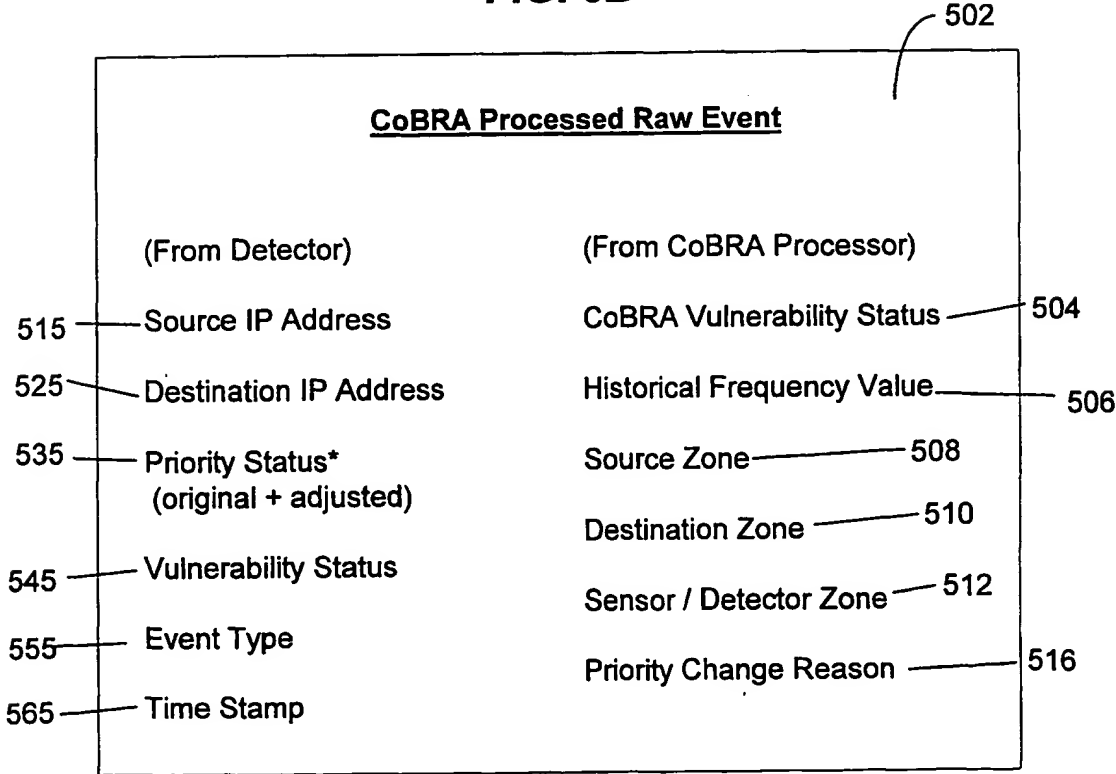 502
CoBRA Processed Raw Event
(From Detector)
515 Source IP Address
525 Destination IP Address
535 Priority Status*
(original + adjusted)
545 Vulnerability Status
555 Event Type
565 Time Stamp
(From CoBRA Processor)
CoBRA Vulnerability Status 504
Historical Frequency Value 506
Source Zone 508
Destination Zone 510
Sensor / Detector Zone 512
Priority Change Reason 516